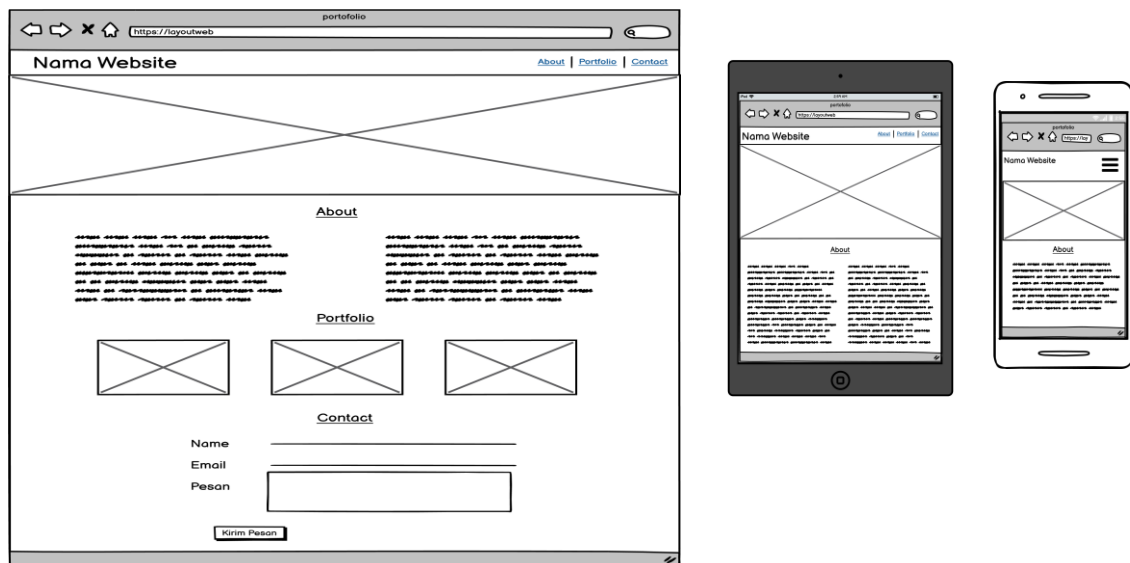 portofolio
https://layoutweb
Nama Website
About | Portfolio | Contact
About
Portfolio
Contact
Name
Email
Pesan
Kirim Pesan
portofolio
https://layoutweb
Nama Website
About | Portfolio | Contact
About
portofolio
https://lay
Nama Website
About